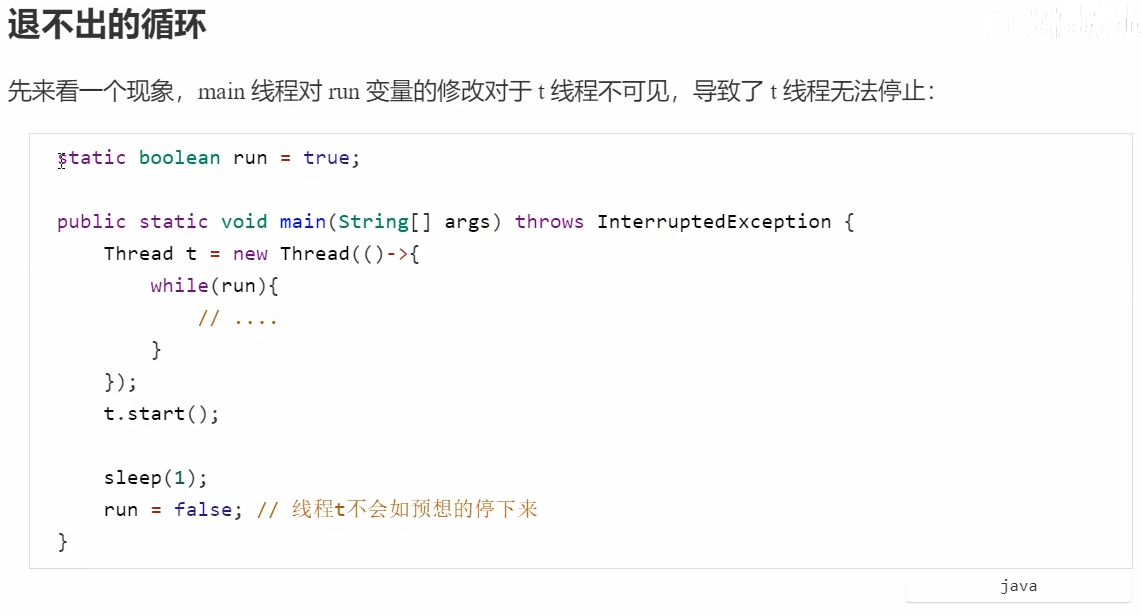 退不出的循环
先来看一个现象，main 线程对 run 变量的修改对于 t 线程不可见，导致了 t 线程无法停止：
static boolean run = true;
public static void main(String[] args) throws InterruptedException {
    Thread t = new Thread(()->{
        while(run){
            // ....
        }
    });
    t.start();
    sleep(1);
    run = false; // 线程t不会如预想的停下来
}
java